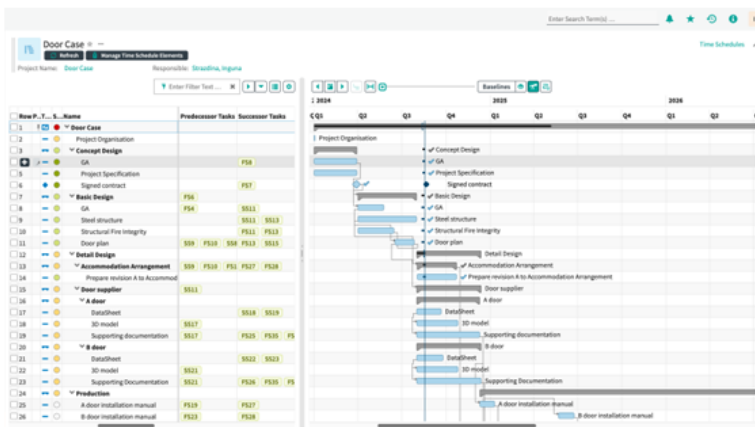 Enter Search Term(s) ...
Door Case
Refresh
Manage Time Schedule Elements
Time Schedules
Project Name: Door Case
Responsible: Strazdina, Inguna
Enter Filter Text ...
Baselines
2024 2025 2026
Q1 Q2 Q3 Q4 Q1 Q2 Q3 Q4 Q1 Q2
Row P.. T... S.. Name Predecessor Tasks Successor Tasks
1 Door Case
2 Project Organisation Project Organisation
3 Concept Design Concept Design
GA FS8 GA
5 Project Specification Project Specification
6 Signed contract FS7 Signed contract
7 Basic Design FS6 Basic Design
8 GA FS4 SS11 GA
9 Steel structure SS11 SS13 Steel structure
10 Structural Fire Integrity FS11 FS13 Structural Fire Integrity
11 Door plan SS9 FS10 SS8 FS13 SS15 Door plan
12 Detail Design Detail Design
13 Accommodation Arrangement SS9 FS10 FS1 FS27 FS28 Accommodation Arrangement
14 Prepare revision A to Accommod Prepare revision A to Accommodation Arrangement
15 Door supplier SS11 Door supplier
16 A door A door
17 DataSheet SS18 SS19 DataSheet
18 3D model SS17 3D model
19 Supporting documentation SS17 FS25 FS35 FS Supporting documentation
20 B door B door
21 DataSheet SS22 SS23 DataSheet
22 3D model SS21 3D model
23 Supporting Documentation SS21 FS26 FS35 FS Supporting Documentation
24 Production
25 A door installation manual FS19 FS27 A door installation manual
26 B door installation manual FS23 FS28 B door installation manual